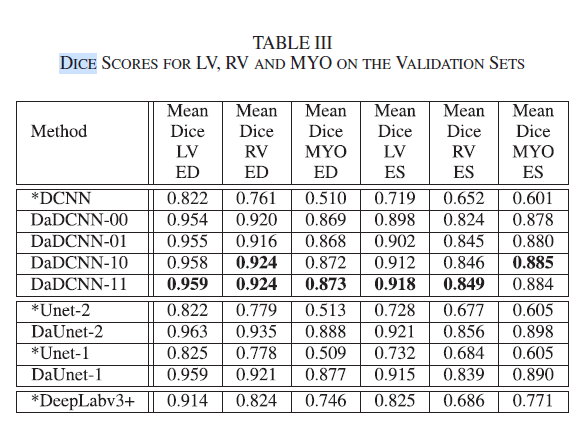 TABLE III
DICE SCORES FOR LV, RV AND MYO ON THE VALIDATION SETS
Method Mean Dice LV ED Mean Dice RV ED Mean Dice MYO ED Mean Dice LV ES Mean Dice RV ES Mean Dice MYO ES
*DCNN 0.822 0.761 0.510 0.719 0.652 0.601
DaDCNN-00 0.954 0.920 0.869 0.898 0.824 0.878
DaDCNN-01 0.955 0.916 0.868 0.902 0.845 0.880
DaDCNN-10 0.958 0.924 0.872 0.912 0.846 0.885
DaDCNN-11 0.959 0.924 0.873 0.918 0.849 0.884
*Unet-2 0.822 0.779 0.513 0.728 0.677 0.605
DaUnet-2 0.963 0.935 0.888 0.921 0.856 0.898
*Unet-1 0.825 0.778 0.509 0.732 0.684 0.605
DaUnet-1 0.959 0.921 0.877 0.915 0.839 0.890
*DeepLabv3+ 0.914 0.824 0.746 0.825 0.686 0.771